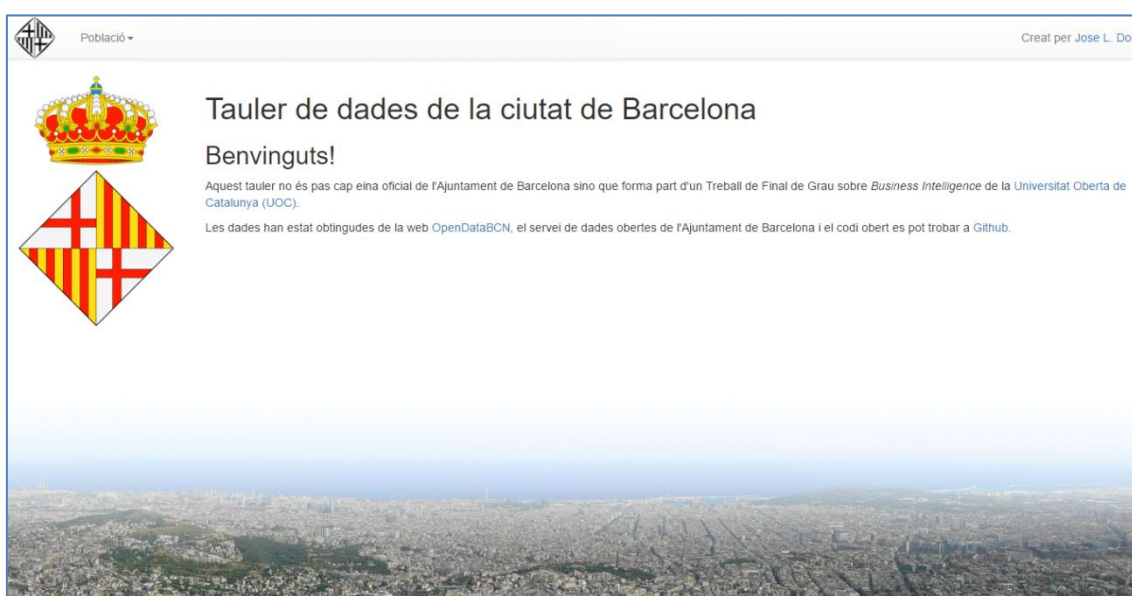 Població
Creat per Jose L.
Tauler de dades de la ciutat de Barcelona
Benvinguts!
Aquest tauler no és pas cap eina oficial de l'Ajuntament de Barcelona sino que forma part d'un Treball de Final de Grau sobre Business Intelligence de la Universitat Oberta de
Catalunya (UOC).
Les dades han estat obtingudes de la web OpenDataBCN, el servei de dades obertes de l'Ajuntament de Barcelona i el codi obert es pot trobar a Github.